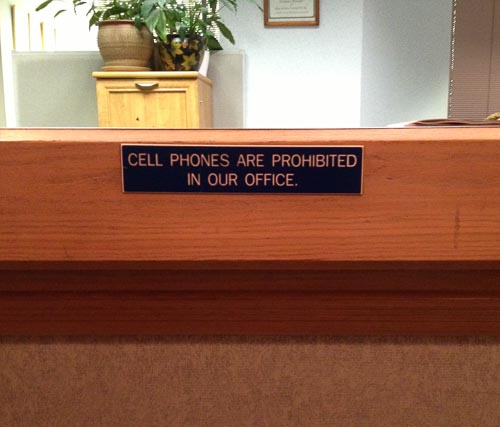 CELL PHONES ARE PROHIBITED
IN OUR OFFICE.